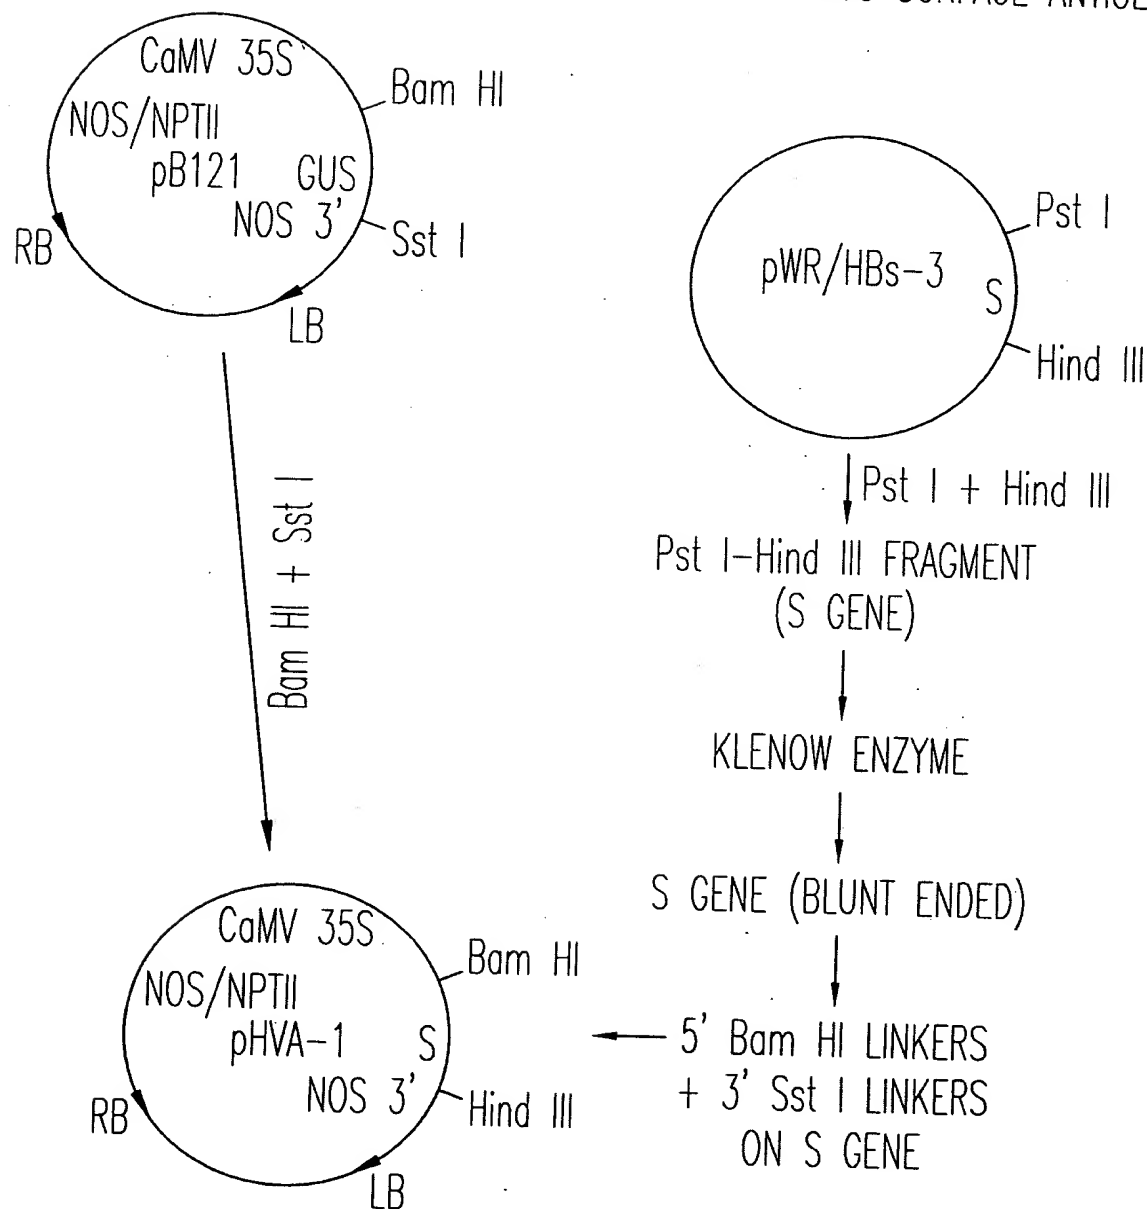 SURFACE
CaMV 35S
Bam HI
NOS/NPTII
pB121
GUS
NOS 3'
Sst I
RB
LB
Pst I
pWR/HBs-3
S
Hind III
Bam HI + Sst I
Pst I + Hind III
Pst I-Hind III FRAGMENT
(S GENE)
KLENOW ENZYME
S GENE (BLUNT ENDED)
5' Bam HI LINKERS
+ 3' Sst I LINKERS
ON S GENE
CaMV 35S
Bam HI
NOS/NPTII
pHVA-1
S
NOS 3'
Hind III
RB
LB